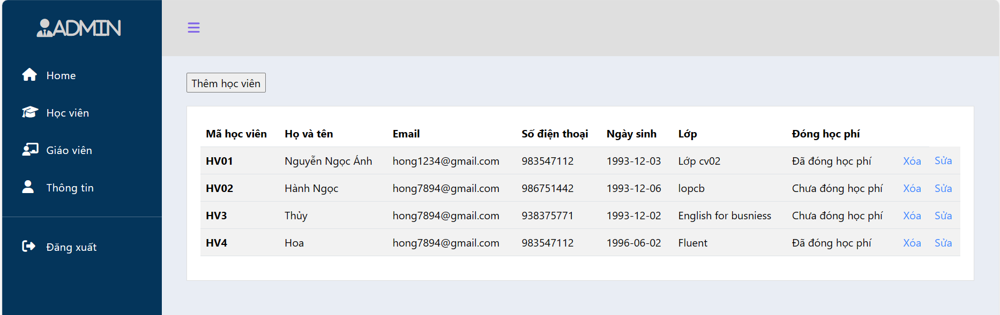 ADMIN
Home
Học viên
Giáo viên
Thông tin
Đăng xuất
Thêm học viên
Mã học viên Họ và tên Email Số điện thoại Ngày sinh Lớp Đóng học phí
HV01 Nguyễn Ngọc Ánh hong1234@gmail.com 983547112 1993-12-03 Lớp cv02 Đã đóng học phí Xóa Sửa
HV02 Hành Ngọc hong7894@gmail.com 986751442 1993-12-06 lopcb Chưa đóng học phí Xóa Sửa
HV3 Thủy hong7894@gmail.com 938375771 1993-12-02 English for busniess Chưa đóng học phí Xóa Sửa
HV4 Hoa hong7894@gmail.com 983547112 1996-06-02 Fluent Đã đóng học phí Xóa Sửa